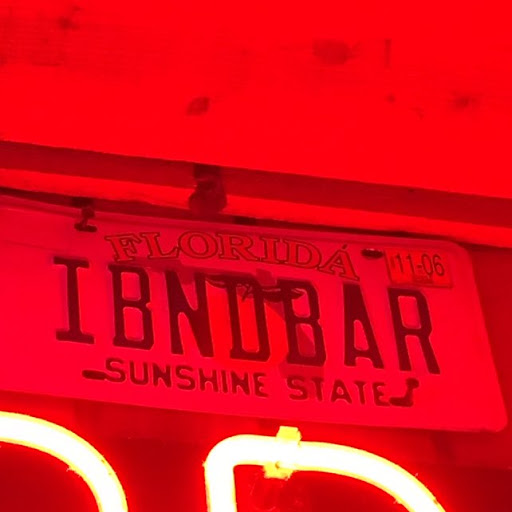 FLORIDA
11-06
IBNDBAR
SUNSHINE STATE